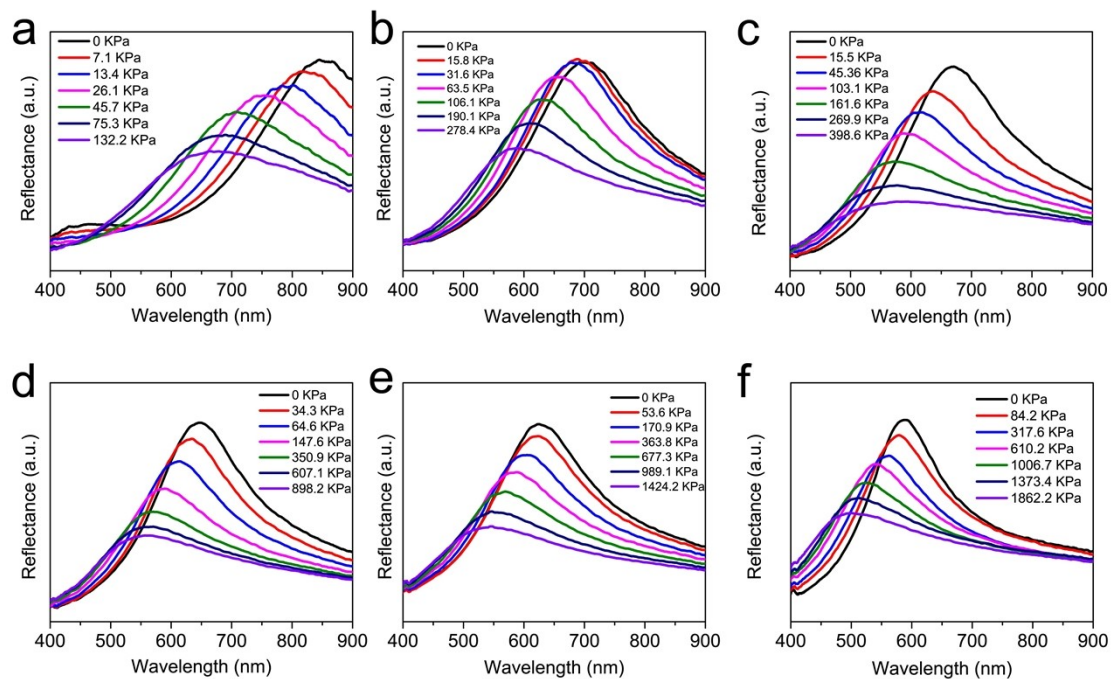 a
0 KPa
7.1 KPa
13.4 KPa
26.1 KPa
45.7 KPa
75.3 KPa
132.2 KPa
Reflectance (a.u.)
400 500 600 700 800 900
Wavelength (nm)
b
0 KPa
15.8 KPa
31.6 KPa
63.5 KPa
106.1 KPa
190.1 KPa
278.4 KPa
Reflectance (a.u.)
400 500 600 700 800 900
Wavelength (nm)
c
0 KPa
15.5 KPa
45.36 KPa
103.1 KPa
161.6 KPa
269.9 KPa
398.6 KPa
Reflectance (a.u.)
400 500 600 700 800 900
Wavelength (nm)
d
0 KPa
34.3 KPa
64.6 KPa
147.6 KPa
350.9 KPa
607.1 KPa
898.2 KPa
Reflectance (a.u.)
400 500 600 700 800 900
Wavelength (nm)
e
0 KPa
53.6 KPa
170.9 KPa
363.8 KPa
677.3 KPa
989.1 KPa
1424.2 KPa
Reflectance (a.u.)
400 500 600 700 800 900
Wavelength (nm)
f
0 KPa
84.2 KPa
317.6 KPa
610.2 KPa
1006.7 KPa
1373.4 KPa
1862.2 KPa
Reflectance (a.u.)
400 500 600 700 800 900
Wavelength (nm)